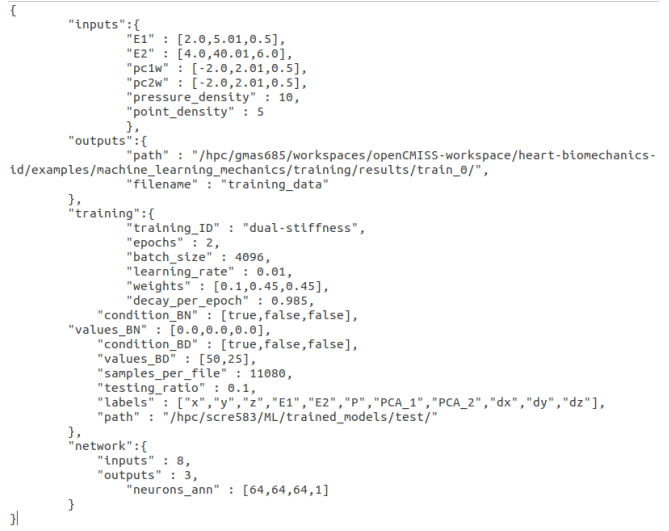 {
"inputs":{
"E1" : [2.0,5.01,0.5],
"E2" : [4.0,40.01,6.0],
"pc1w" : [-2.0,2.01,0.5],
"pc2w" : [-2.0,2.01,0.5],
"pressure_density" : 10,
"point_density" : 5
},
"outputs":{
"path" : "/hpc/gmas685/workspaces/openCMISS-workspace/heart-biomechanics-
id/examples/machine_learning_mechanics/training/results/train_0/",
"filename" : "training_data"
},
"training":{
"training_ID" : "dual-stiffness",
"epochs" : 2,
"batch_size" : 4096,
"learning_rate" : 0.01,
"weights" : [0.1,0.45,0.45],
"decay_per_epoch" : 0.985,
"condition_BN" : [true,false,false],
"values_BN" : [0.0,0.0,0.0],
"condition_BD" : [true,false,false],
"values_BD" : [50,25],
"samples_per_file" : 11080,
"testing_ratio" : 0.1,
"labels" : ["x","y","z","E1","E2","P","PCA_1","PCA_2","dx","dy","dz"],
"path" : "/hpc/scre583/ML/trained_models/test/"
},
"network":{
"inputs" : 8,
"outputs" : 3,
"neurons_ann" : [64,64,64,1]
}
}